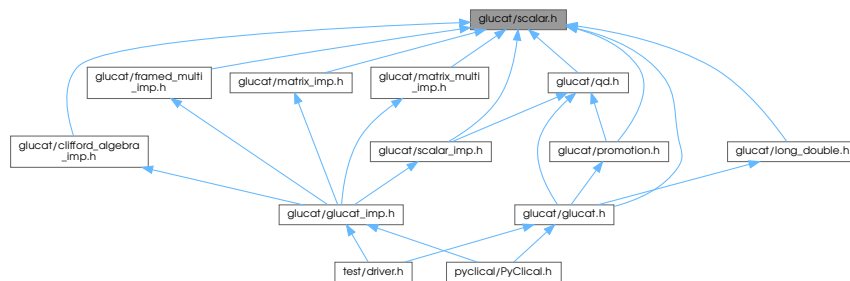 glucat/scalar.h
glucat/framed_multi
_imp.h
glucat/matrix_imp.h
glucat/matrix_multi
_imp.h
glucat/qd.h
glucat/clifford_algebra
_imp.h
glucat/scalar_imp.h
glucat/promotion.h
glucat/long_double.h
glucat/glucat_imp.h
glucat/glucat.h
test/driver.h
pyclical/PyClical.h